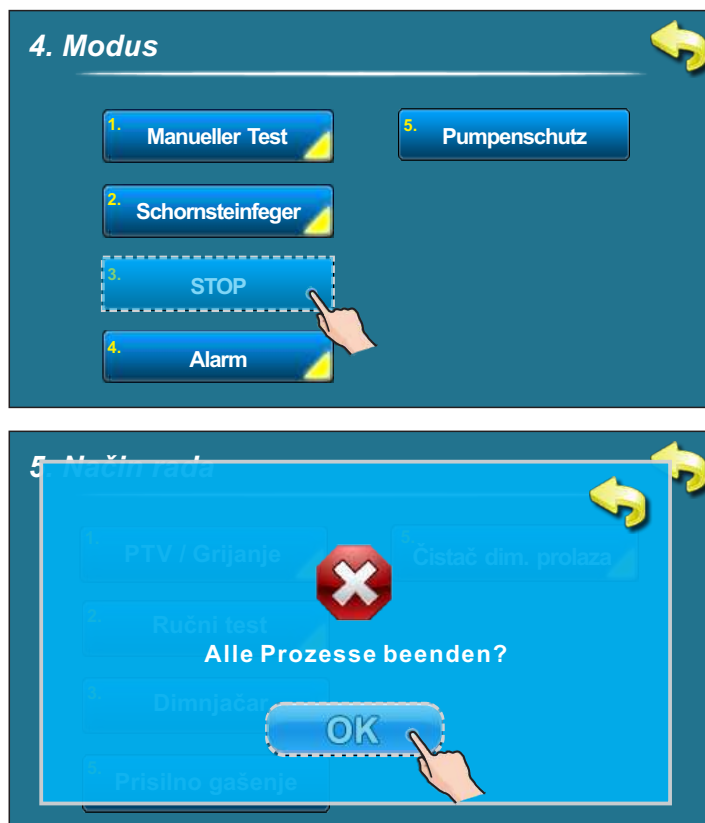 4. Modus
1. Manueller Test
5. Pumpenschutz
2. Schornsteinfeger
3. STOP
4. Alarm
5. Način rada
1. PTV / Grijanje
5. Čistač dim. prolaza
2. Ručni test
Alle Prozesse beenden?
3. Dimnjačar
OK
5. Prisilno gašenje